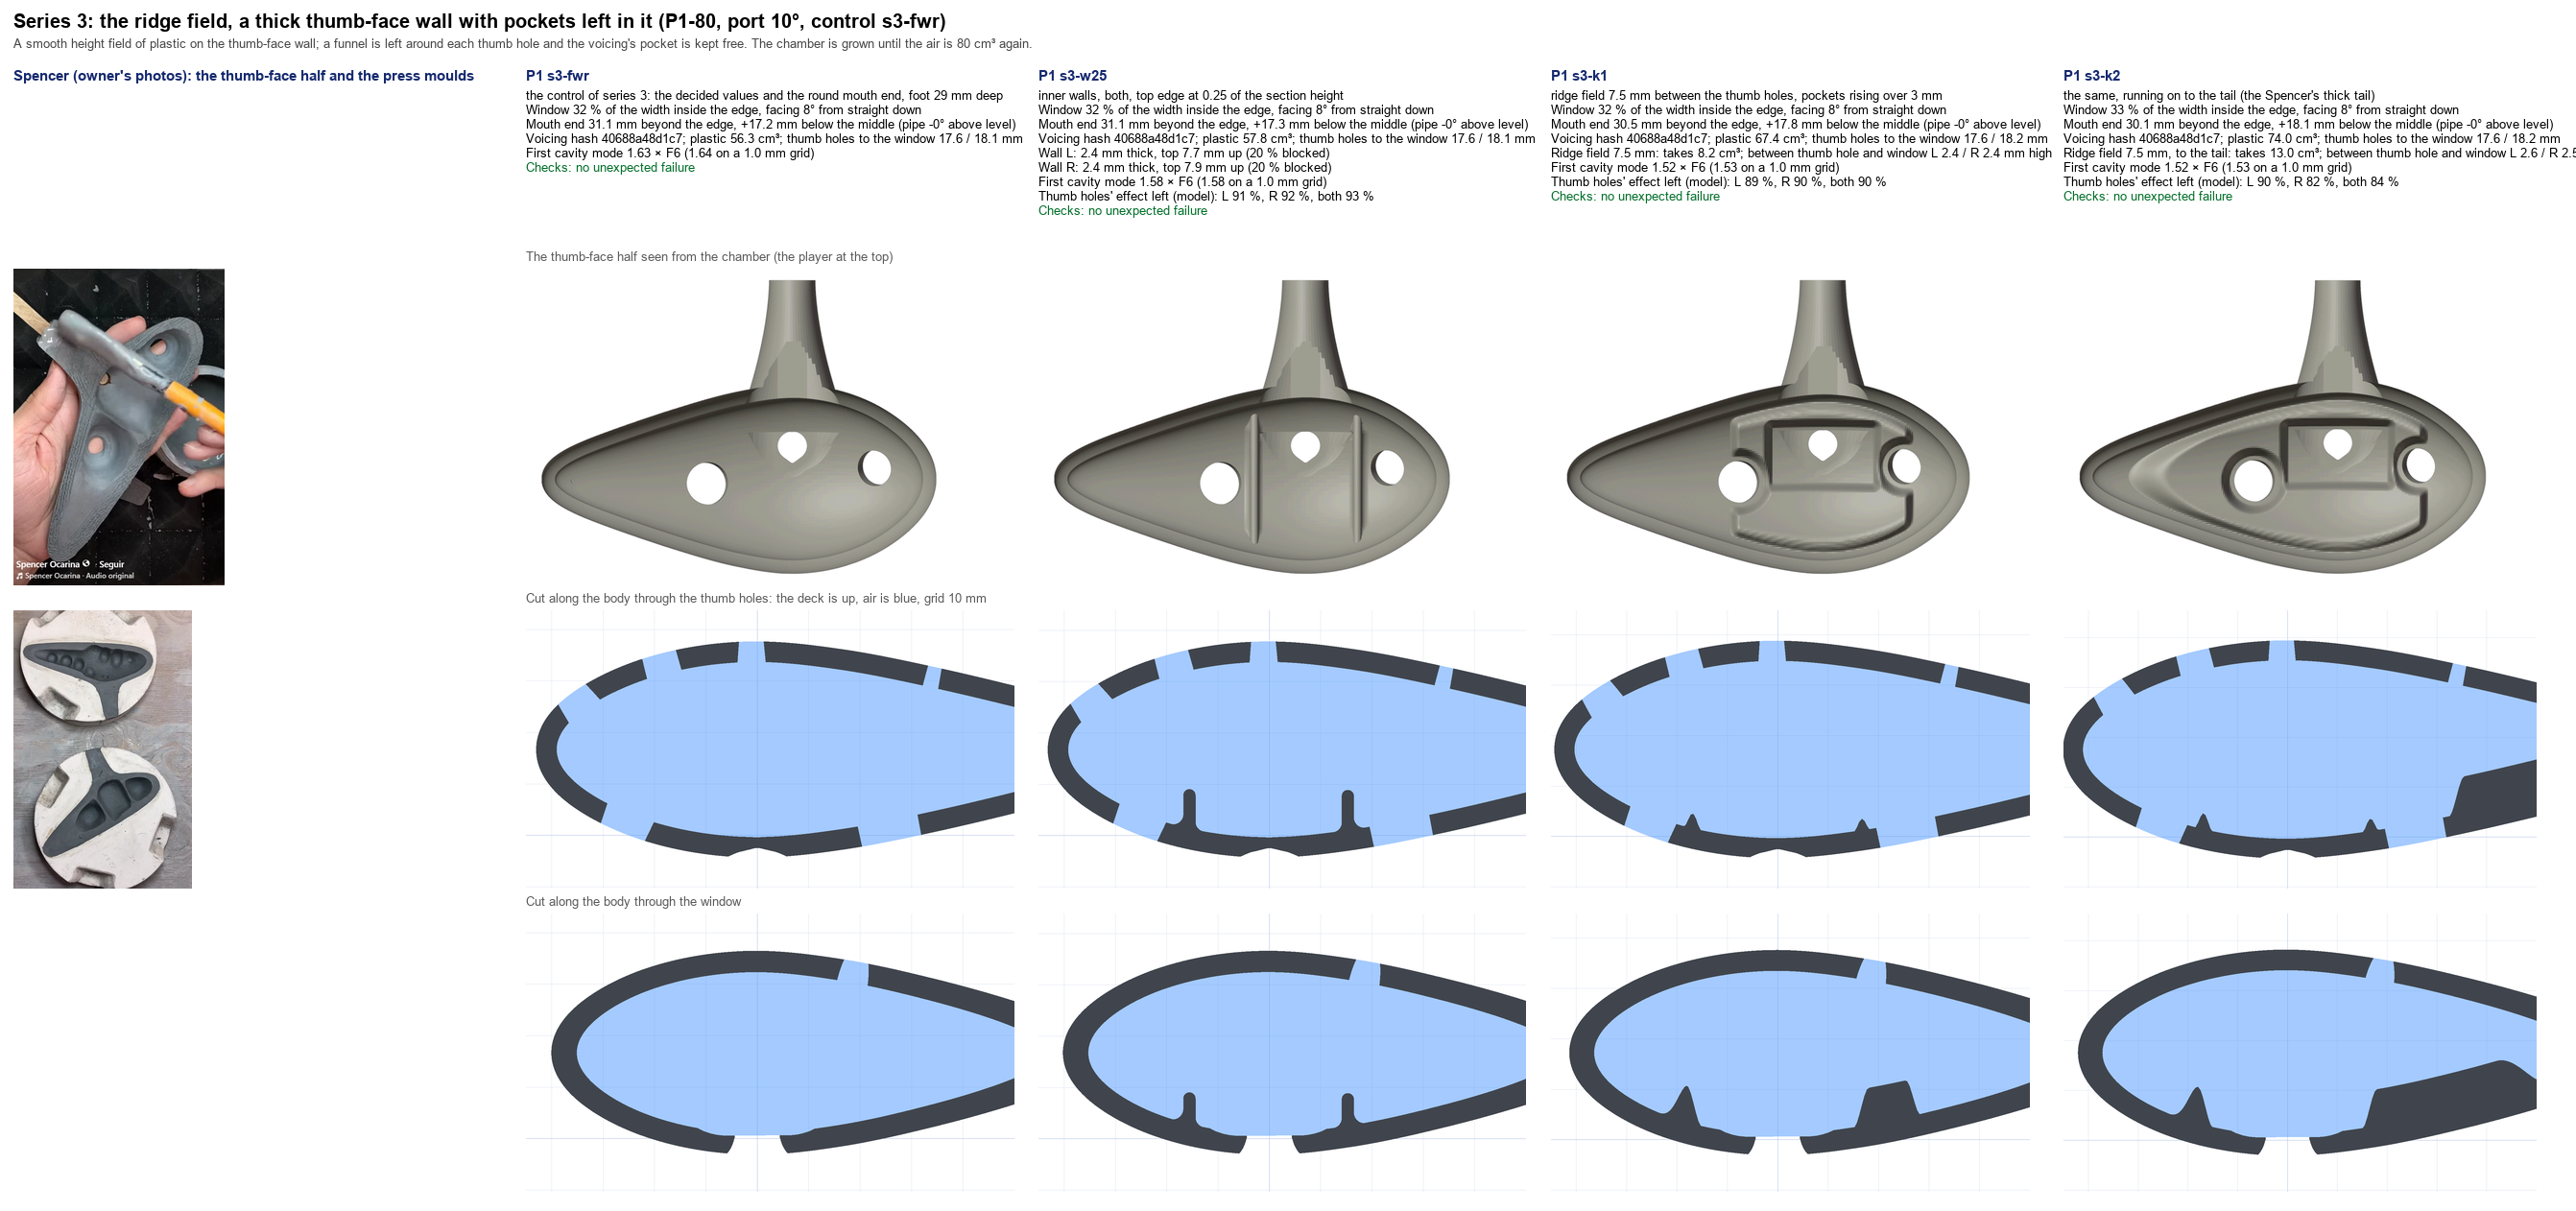 Series 3: the ridge field, a thick thumb-face wall with pockets left in it (P1-80, port 10°, control s3-fwr)
A smooth height field of plastic on the thumb-face wall; a funnel is left around each thumb hole and the voicing's pocket is kept free. The chamber is grown until the air is 80 cm³ again.
Spencer (owner's photos): the thumb-face half and the press moulds
Spencer Ocarina · Seguir
Spencer Ocarina · Audio original
P1 s3-fwr
the control of series 3: the decided values and the round mouth end, foot 29 mm deep
Window 32 % of the width inside the edge, facing 8° from straight down
Mouth end 31.1 mm beyond the edge, +17.2 mm below the middle (pipe -0° above level)
Voicing hash 40688a48d1c7; plastic 56.3 cm³; thumb holes to the window 17.6 / 18.1 mm
First cavity mode 1.63 × F6 (1.64 on a 1.0 mm grid)
Checks: no unexpected failure
P1 s3-w25
inner walls, both, top edge at 0.25 of the section height
Window 32 % of the width inside the edge, facing 8° from straight down
Mouth end 31.1 mm beyond the edge, +17.3 mm below the middle (pipe -0° above level)
Voicing hash 40688a48d1c7; plastic 57.8 cm³; thumb holes to the window 17.6 / 18.1 mm
Wall L: 2.4 mm thick, top 7.7 mm up (20 % blocked)
Wall R: 2.4 mm thick, top 7.9 mm up (20 % blocked)
First cavity mode 1.58 × F6 (1.58 on a 1.0 mm grid)
Thumb holes' effect left (model): L 91 %, R 92 %, both 93 %
Checks: no unexpected failure
P1 s3-k1
ridge field 7.5 mm between the thumb holes, pockets rising over 3 mm
Window 32 % of the width inside the edge, facing 8° from straight down
Mouth end 30.5 mm beyond the edge, +17.8 mm below the middle (pipe -0° above level)
Voicing hash 40688a48d1c7; plastic 67.4 cm³; thumb holes to the window 17.6 / 18.2 mm
Ridge field 7.5 mm: takes 8.2 cm³; between thumb hole and window L 2.4 / R 2.4 mm high
First cavity mode 1.52 × F6 (1.53 on a 1.0 mm grid)
Thumb holes' effect left (model): L 89 %, R 90 %, both 90 %
Checks: no unexpected failure
P1 s3-k2
the same, running on to the tail (the Spencer's thick tail)
Window 33 % of the width inside the edge, facing 8° from straight down
Mouth end 30.1 mm beyond the edge, +18.1 mm below the middle (pipe -0° above level)
Voicing hash 40688a48d1c7; plastic 74.0 cm³; thumb holes to the window 17.6 / 18.2 mm
Ridge field 7.5 mm, to the tail: takes 13.0 cm³; between thumb hole and window L 2.6 / R 2.5
First cavity mode 1.52 × F6 (1.53 on a 1.0 mm grid)
Thumb holes' effect left (model): L 90 %, R 82 %, both 84 %
Checks: no unexpected failure
The thumb-face half seen from the chamber (the player at the top)
Cut along the body through the thumb holes: the deck is up, air is blue, grid 10 mm
Cut along the body through the window